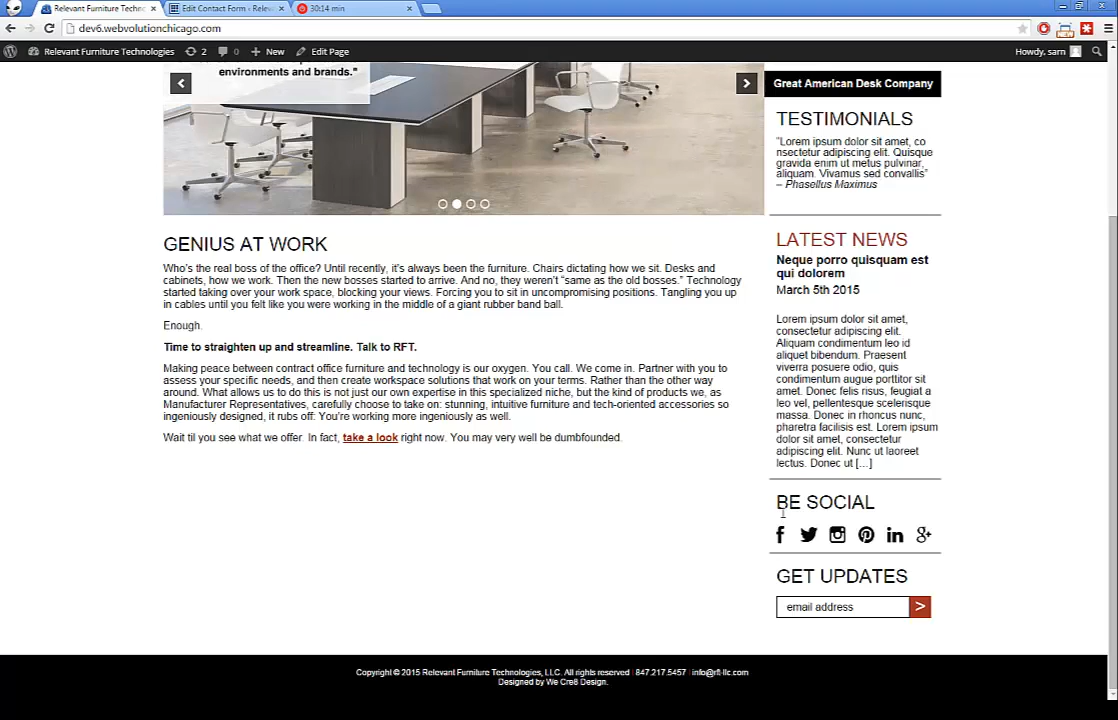 Relevant Furniture Techno
Edit Contact Form ‹ Relev
30:14 min
dev6.webvolutionchicago.com
Relevant Furniture Technologies
2
0
New
Edit Page
Howdy, sarn
environments and brands."
Great American Desk Company
TESTIMONIALS
"Lorem ipsum dolor sit amet, co
nsectetur adipiscing elit. Quisque
gravida enim ut metus pulvinar,
aliquam. Vivamus sed convallis"
– Phasellus Maximus
GENIUS AT WORK
Who's the real boss of the office? Until recently, it's always been the furniture. Chairs dictating how we sit. Desks and
cabinets, how we work. Then the new bosses started to arrive. And no, they weren't "same as the old bosses." Technology
started taking over your work space, blocking your views. Forcing you to sit in uncompromising positions. Tangling you up
in cables until you felt like you were working in the middle of a giant rubber band ball.
Enough.
Time to straighten up and streamline. Talk to RFT.
Making peace between contract office furniture and technology is our oxygen. You call. We come in. Partner with you to
assess your specific needs, and then create workspace solutions that work on your terms. Rather than the other way
around. What allows us to do this is not just our own expertise in this specialized niche, but the kind of products we, as
Manufacturer Representatives, carefully choose to take on: stunning, intuitive furniture and tech-oriented accessories so
ingeniously designed, it rubs off: You're working more ingeniously as well.
Wait til you see what we offer. In fact, take a look right now. You may very well be dumbfounded.
LATEST NEWS
Neque porro quisquam est
qui dolorem
March 5th 2015
Lorem ipsum dolor sit amet,
consectetur adipiscing elit.
Aliquam condimentum leo id
aliquet bibendum. Praesent
viverra posuere odio, quis
condimentum augue porttitor sit
amet. Donec felis risus, feugiat a
leo vel, pellentesque scelerisque
massa. Donec in rhoncus nunc,
pharetra facilisis est. Lorem ipsum
dolor sit amet, consectetur
adipiscing elit. Nunc ut laoreet
lectus. Donec ut [...]
BE SOCIAL
GET UPDATES
email address
>
Copyright © 2015 Relevant Furniture Technologies, LLC. All rights reserved | 847.217.5457 | info@rft-llc.com
Designed by We Cre8 Design.